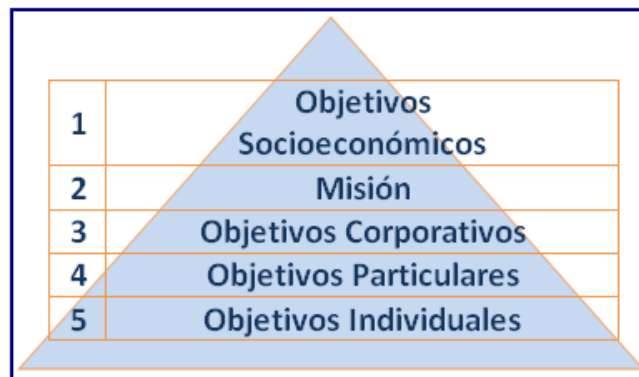 1 Objetivos
Socioeconómicos
2 Misión
3 Objetivos Corporativos
4 Objetivos Particulares
5 Objetivos Individuales